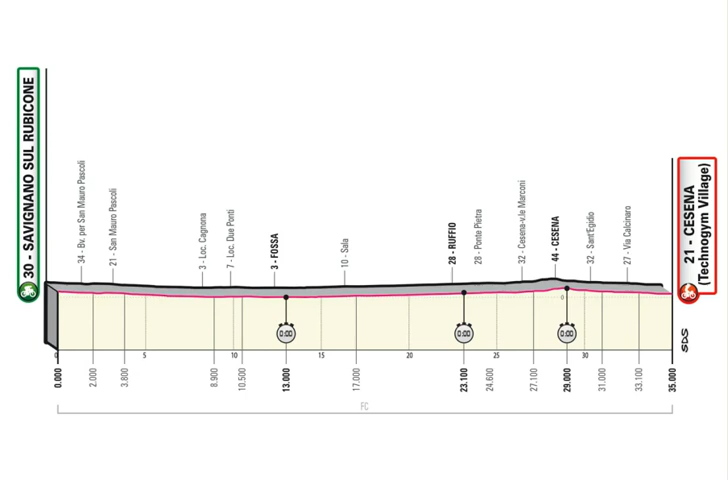 30 - SAVIGNANO SUL RUBICONE
34 - Bv. per San Mauro Pascoli
21 - San Mauro Pascoli
3 - Loc. Cagnona
7 - Loc. Due Ponti
3 - FOSSA
10 - Sala
28 - RUFFIO
28 - Ponte Pietra
32 - Cesena-v.le Marconi
44 - CESENA
32 - Sant'Egidio
27 - Via Calcinaro
21 - CESENA
(Technogym Village)
0
0:00
0:00
0:00
SDS
0 5 10 15 20 25 30
0.000 2.000 3.800 8.900 10.500 13.000 17.000 23.100 24.600 27.100 29.000 31.000 33.100 35.000
FC